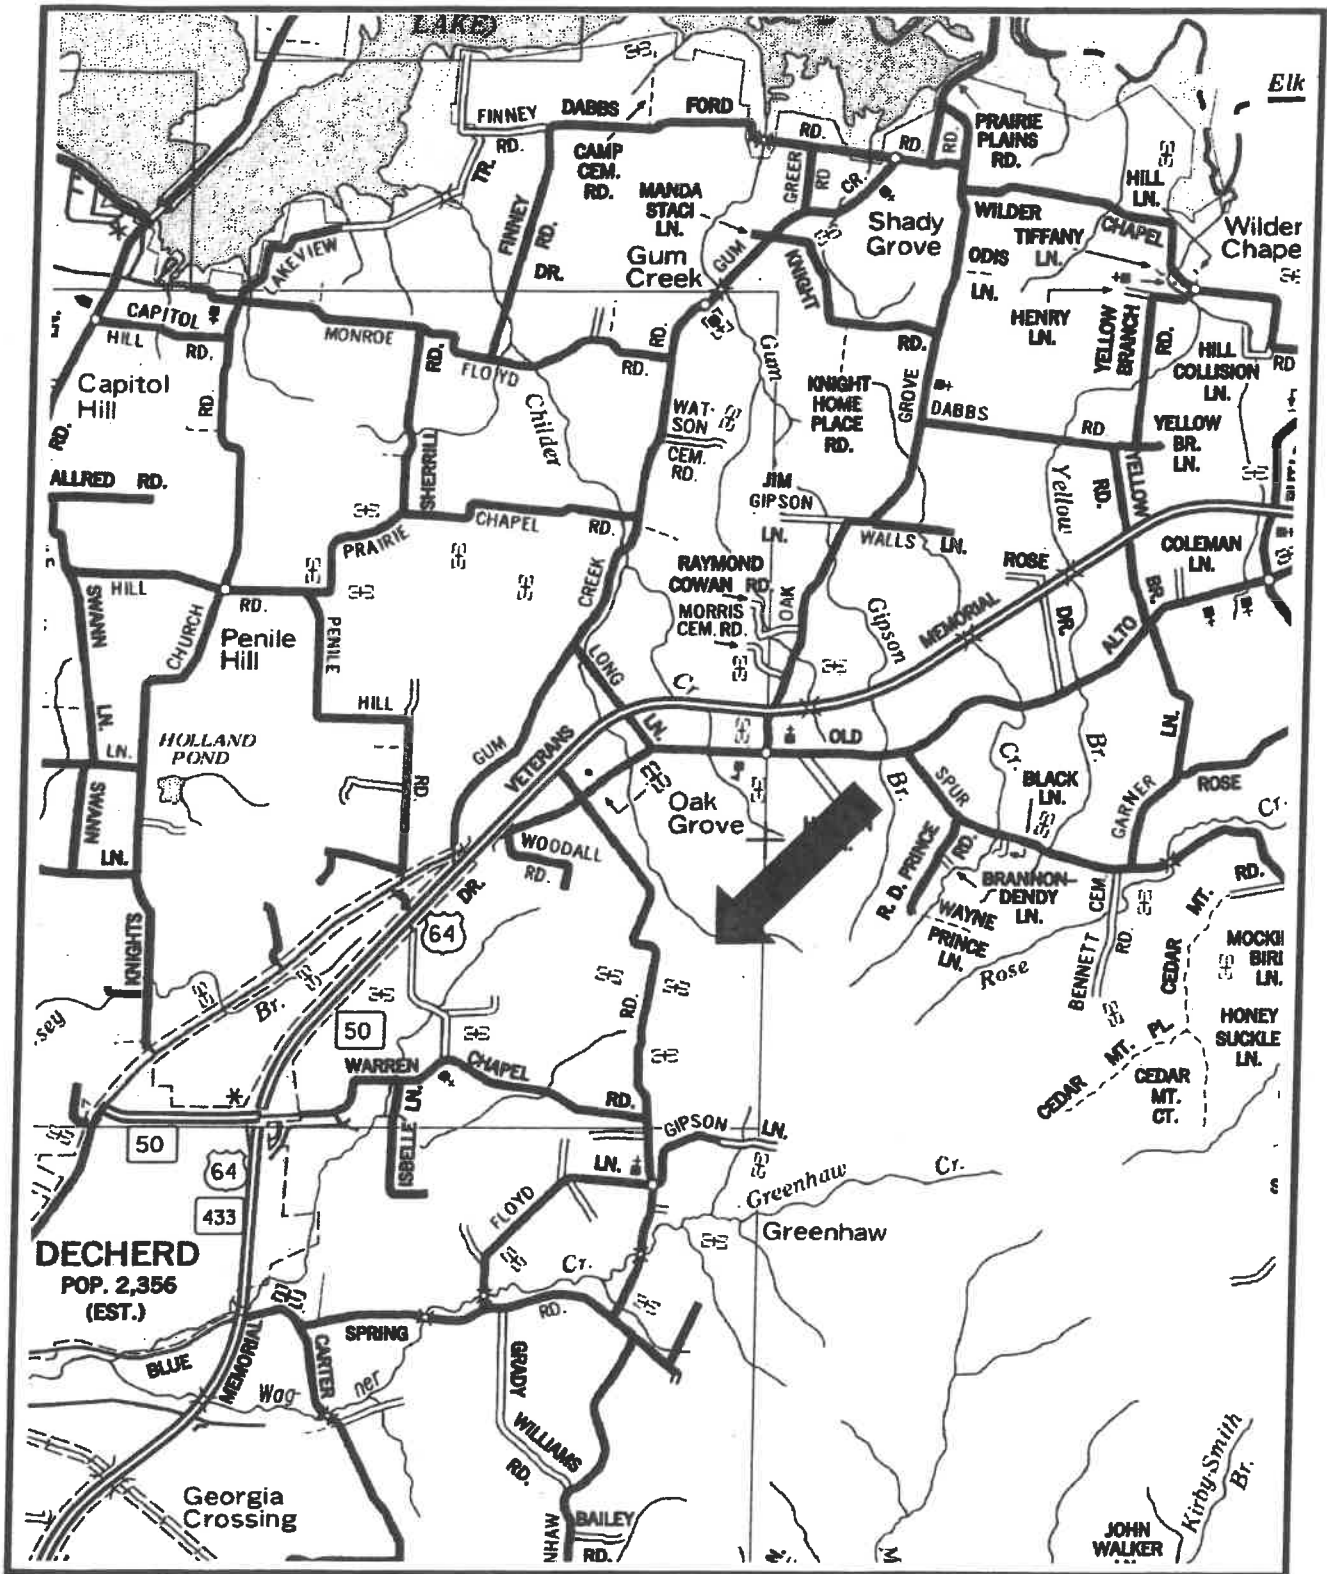 LAKE)
Elk
FINNEY
RD.
DABBS
FORD
RD.
RD.
RD.
PRAIRIE
PLAINS
RD.
CAMP
CEM.
RD.
TR.
GREER
RD
CR.
MANDA
STACI
LN.
Shady
Grove
HILL
LN.
WILDER
CHAPEL
Wilder
Chape
TIFFANY
LN.
ODIS
LN.
HENRY
LN.
FINNEY
RD.
DR.
LAKEVIEW
Gum
Creek
GUM
KNIGHT
RD.
CAPITOL
HILL
RD.
MONROE
RD.
FLOYD
RD.
RD.
Gum
YELLOW
BRANCH
RD.
HILL
COLLISION
LN.
RD
Capitol
Hill
RD.
RD
KNIGHT
HOME
PLACE
RD.
GROVE
DABBS
RD
YELLOW
BR.
LN.
WAT-
SON
CEM.
RD.
Childer
SHERRILL
ALLRED RD.
JIM
GIPSON
LN.
Yellow
YELLOW
RD.
PRAIRIE
CHAPEL
RD.
WALLS
LN.
COLEMAN
LN.
ROSE
DR.
BR.
RAYMOND
COWAN RD.
MORRIS
CEM. RD.
OAK
Gipson
MEMORIAL
ALTO
HILL
RD.
SWANN
LN.
CHURCH
Penile
Hill
PENILE
HILL
RD.
CREEK
LONG
LN.
Cr
LN.
HOLLAND
POND
GUM
VETERANS
OLD
Br.
Cr.
Br.
LN.
SWANN
LN.
Oak
Grove
SPUR
BLACK
LN.
GARNER
ROSE
Cr.
WOODALL
RD.
DR.
R. D. PRINCE
RD.
BRANNON-
DENDY
LN.
WAYNE
PRINCE
LN.
CEM.
BENNETT
RD.
MT.
RD.
CEDAR
64
KNIGHTS
Rose
MOCKI
BIRI
LN.
sey
Br.
50
RD.
HONEY
SUCKLE
LN.
CEDAR
MT.
PL.
CEDAR
MT.
CT.
WARREN
CHAPEL
RD.
ISBELLE
LN.
GIPSON
LN.
50
64
433
LN.
FLOYD
Greenhaw
Cr.
Greenhaw
DECHERD
POP. 2,356
(EST.)
Cr.
RD.
BLUE
MEMORIAL
SPRING
CARTER
Wag-
ner
GRADY
WILLIAMS
RD.
Georgia
Crossing
NHAW
BAILEY
RD.
N.
M
JOHN
WALKER
LN.
Kirby-Smith
Br.